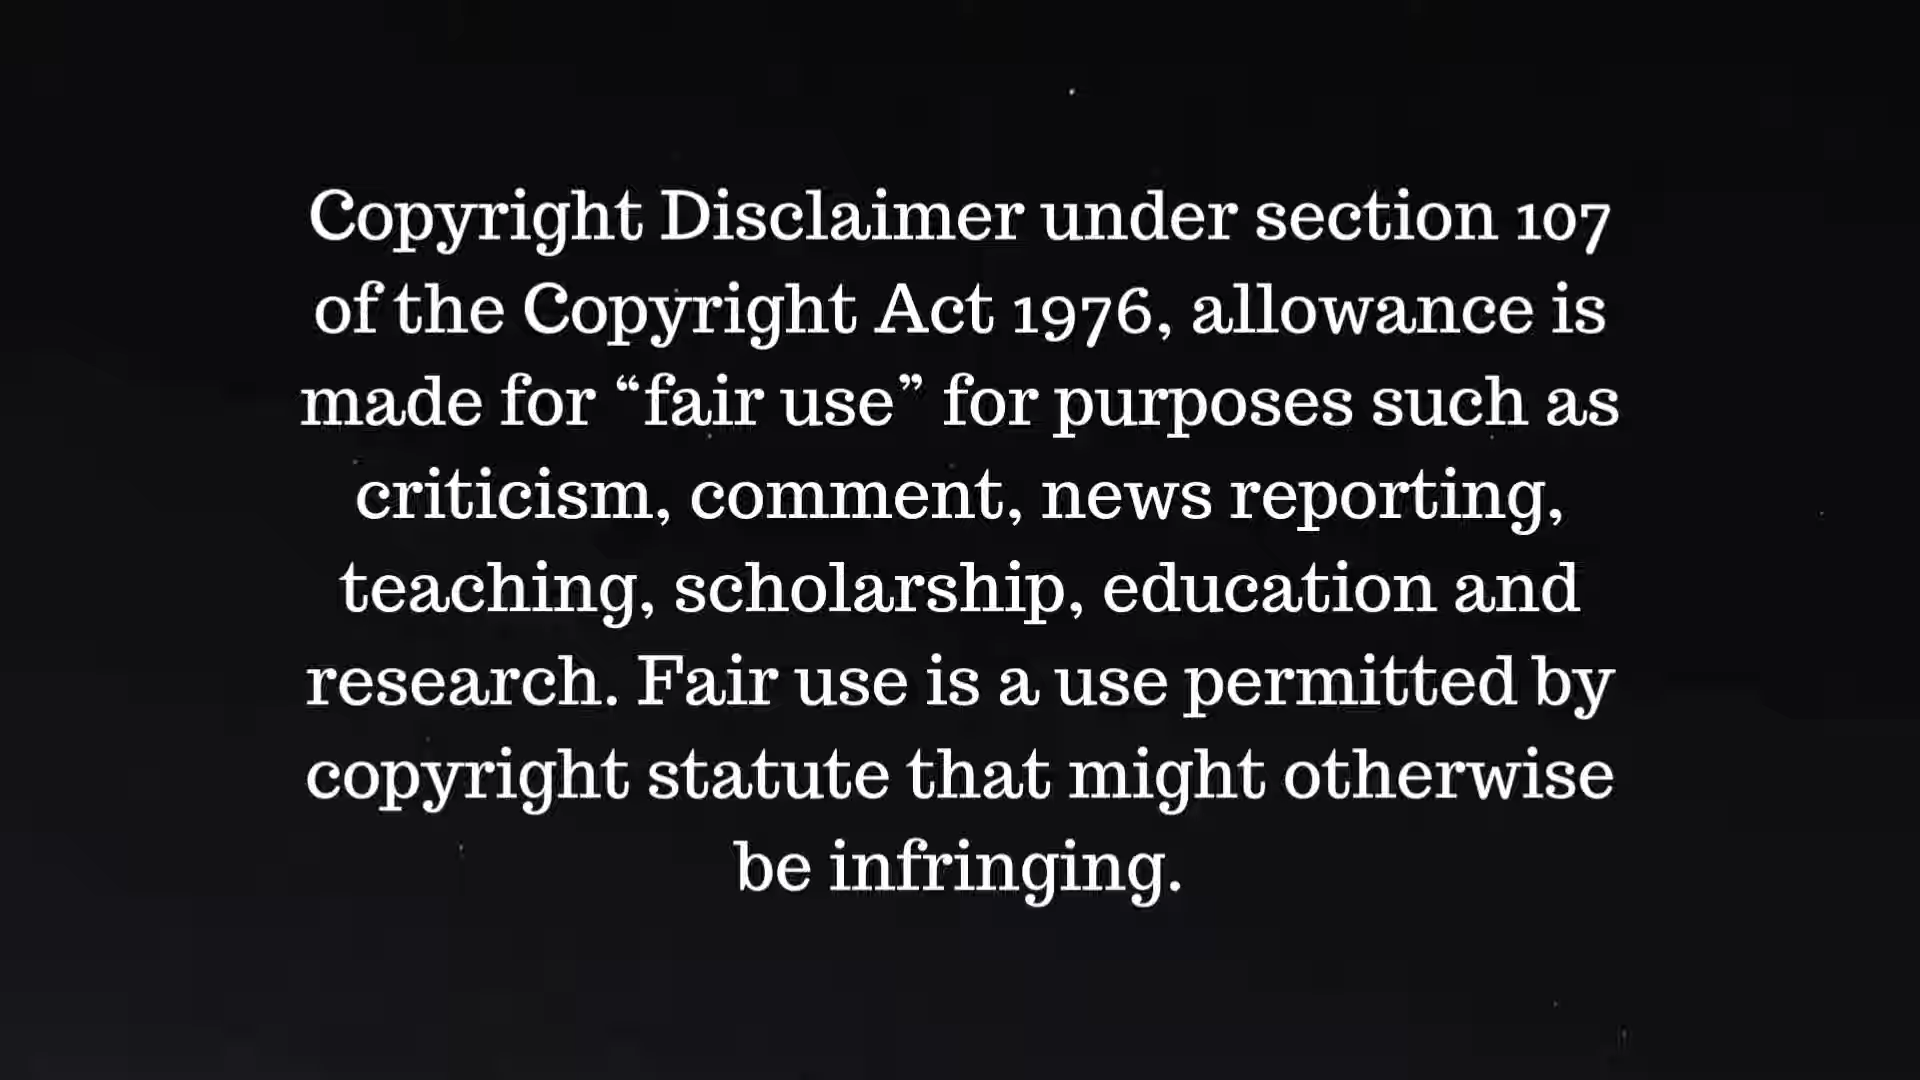 Copyright Disclaimer under section 107
of the Copyright Act 1976, allowance is
made for “fair use” for purposes such as
criticism, comment, news reporting,
teaching, scholarship, education and
research. Fair use is a use permitted by
copyright statute that might otherwise
be infringing.